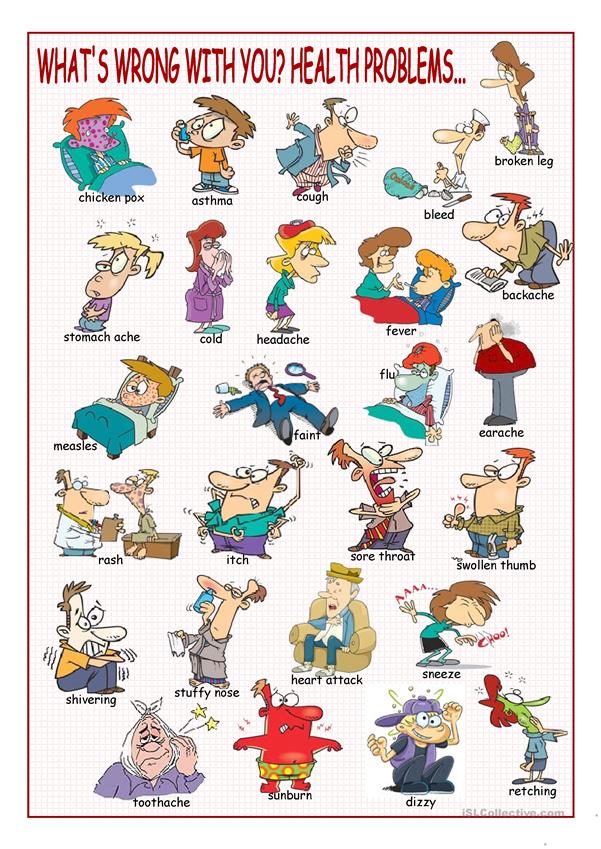 WHAT'S WRONG WITH YOU? HEALTH PROBLEMS...
broken leg
chicken pox
asthma
cough
bleed
backache
stomach ache
cold
headache
fever
flu
measles
faint
earache
rash
itch
sore throat
swollen thumb
AAAA...
CHOO!
shivering
stuffy nose
heart attack
sneeze
toothache
sunburn
dizzy
retching
iSLCollective.com